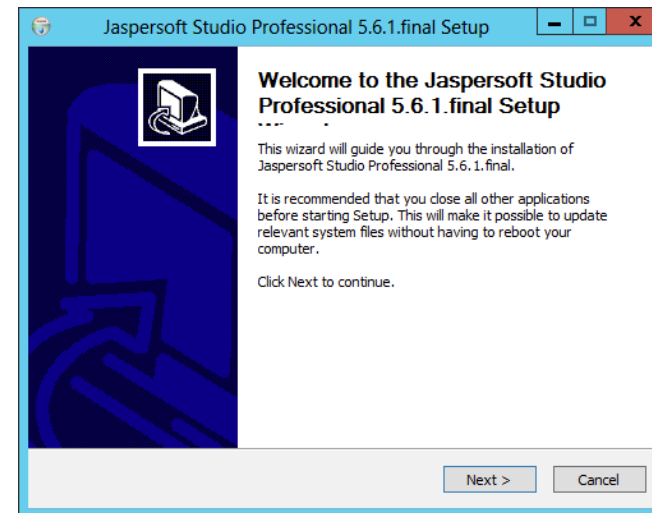 Jaspersoft Studio Professional 5.6.1.final Setup
Welcome to the Jaspersoft Studio
Professional 5.6.1.final Setup
This wizard will guide you through the installation of
Jaspersoft Studio Professional 5.6.1.final.
It is recommended that you close all other applications
before starting Setup. This will make it possible to update
relevant system files without having to reboot your
computer.
Click Next to continue.
Next >
Cancel